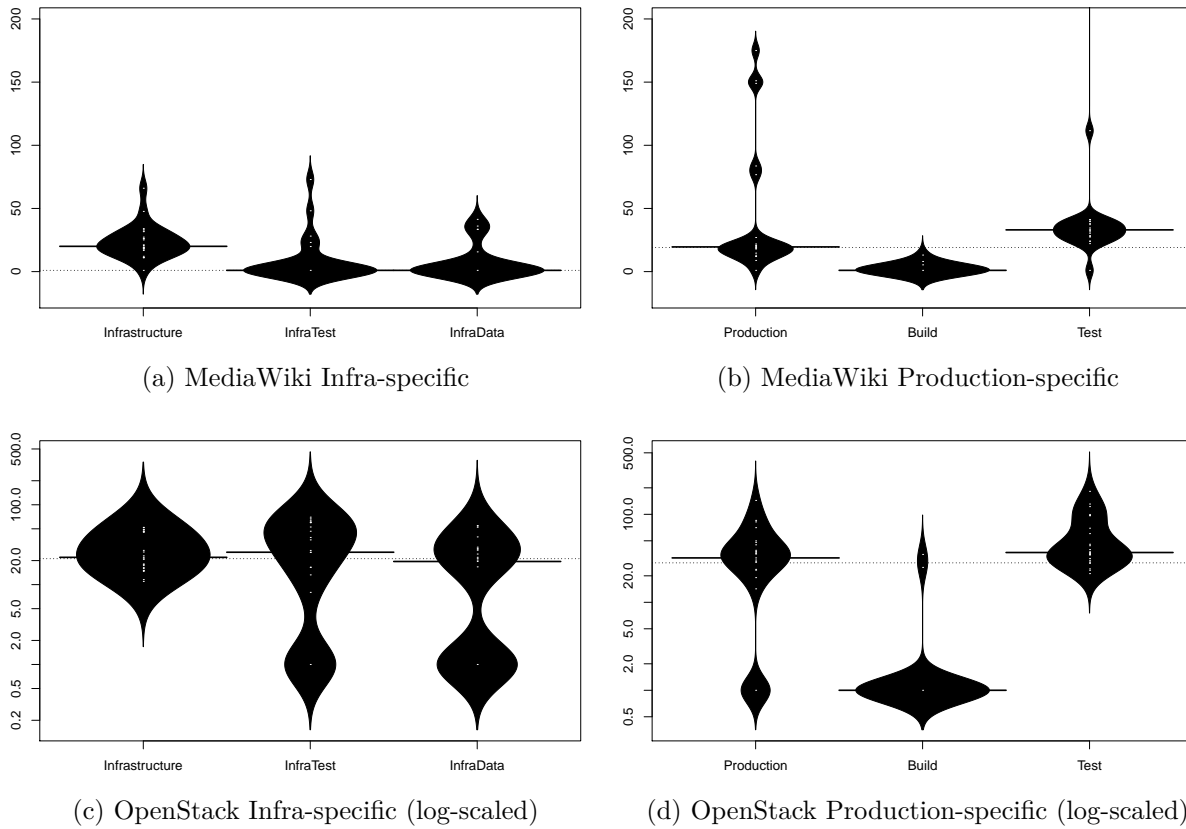 200
150
100
50
0
Infrastructure InfraTest InfraData
(a) MediaWiki Infra-specific
200
150
100
50
0
Production Build Test
(b) MediaWiki Production-specific
500.0
100.0
20.0
5.0
2.0
0.5
0.2
Infrastructure InfraTest InfraData
(c) OpenStack Infra-specific (log-scaled)
500.0
100.0
20.0
5.0
2.0
0.5
Production Build Test
(d) OpenStack Production-specific (log-scaled)